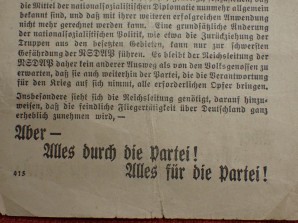 die Mittel der nationalsozialistischen Diplomatie nunmehr allgemein
bekannt sind, und daß mit ihrer weiteren erfolgreichen Anwendung
nicht mehr gerechnet werden darf. Eine grundsätzliche Änderung
der nationalsozialistischen Politik, wie etwa die Zurückziehung der
Truppen aus den besetzten Gebieten, kann nur zur schwersten
Gefährdung der NSDAP führen. Es bleibt der Reichsleitung der
NSDAP daher kein anderer Ausweg als von den Volksgenossen zu
erwarten, daß sie auch weiterhin der Partei, die die Verantwortung
für den Krieg auf sich nimmt, alle erforderlichen Opfer bringen.
Insbesondere sieht sich die Reichsleitung genötigt, darauf hinzu-
weisen, daß die feindliche Fliegertätigkeit über Deutschland ganz
erheblich zunehmen wird, —
Aber —
Alles durch die Partei!
Alles für die Partei!
415